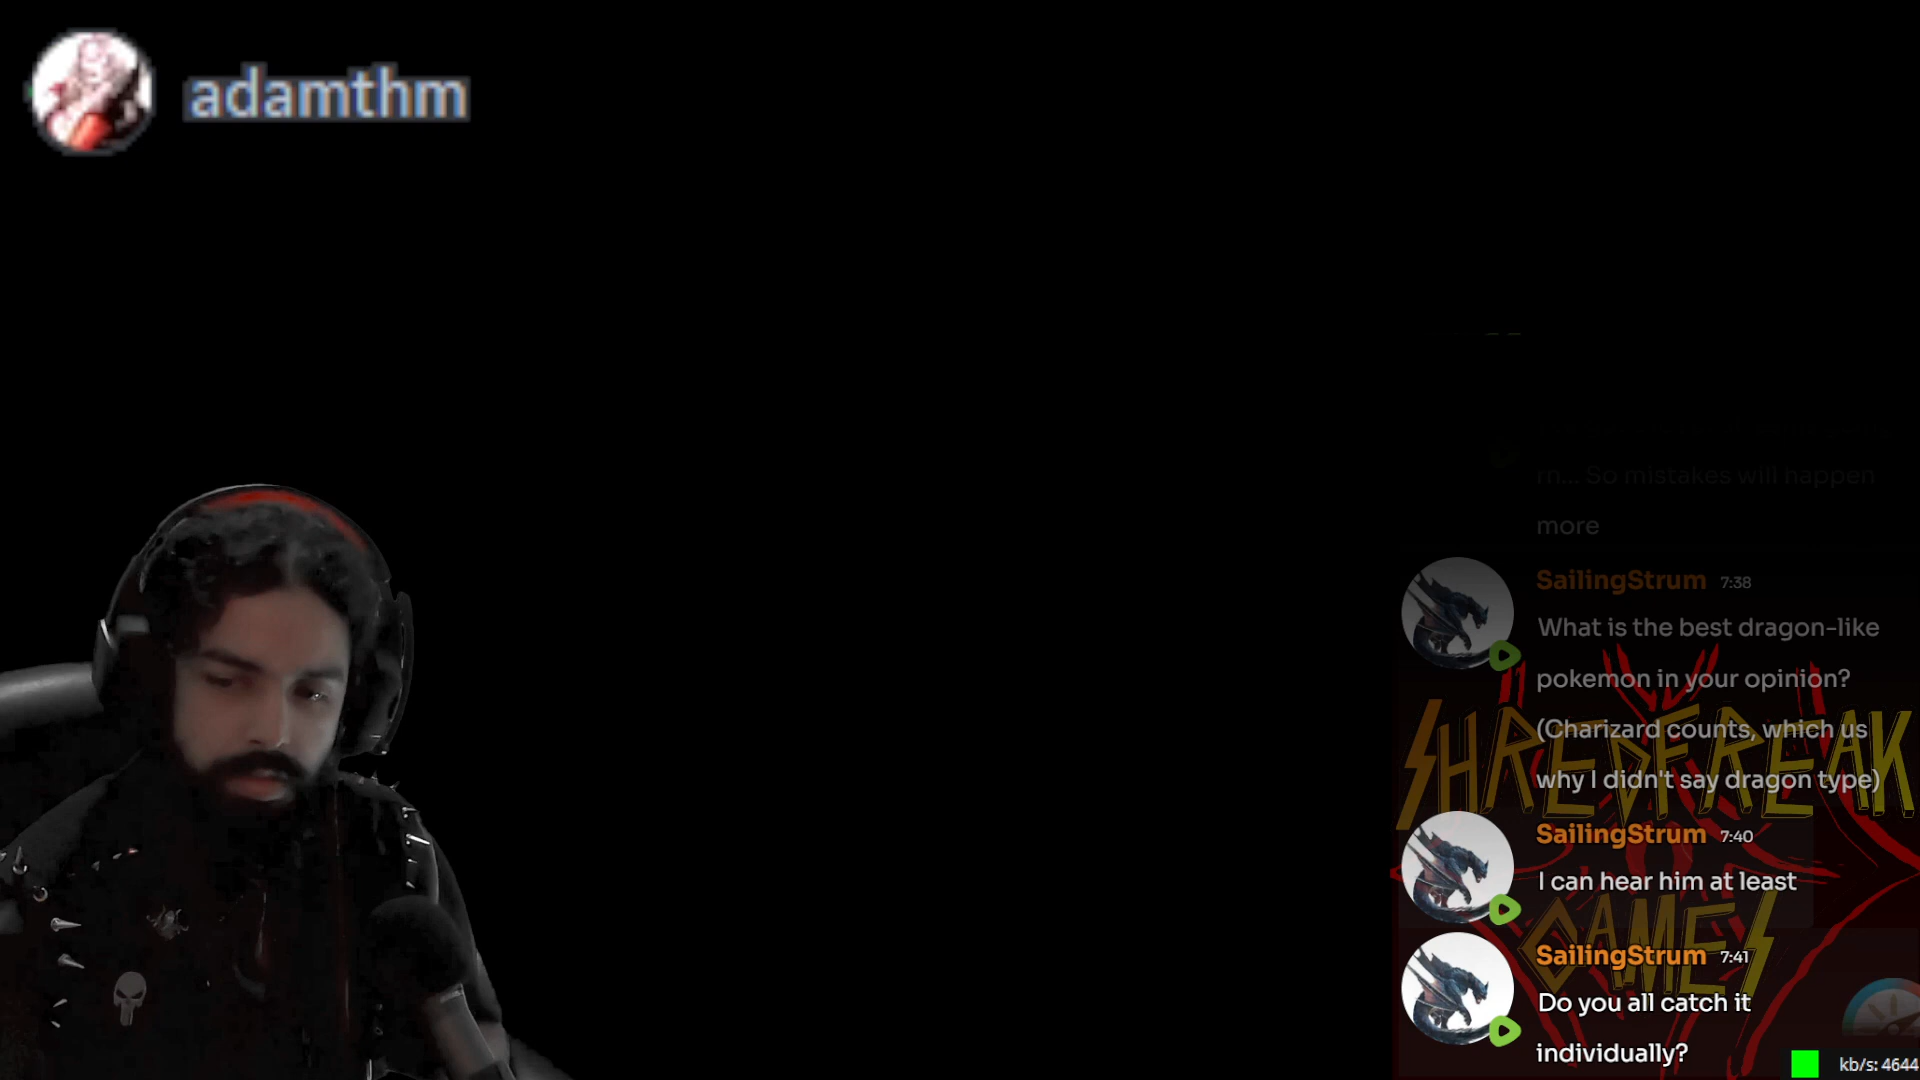 adamthm
rn... So mistakes will happen
more
SailingStrum 7:38
What is the best dragon-like
pokemon in your opinion?
(Charizard counts, which us
why I didn't say dragon type)
SHREDFREAK
GAMES
SailingStrum 7:40
I can hear him at least
SailingStrum 7:41
Do you all catch it
individually?
kb/s: 4644